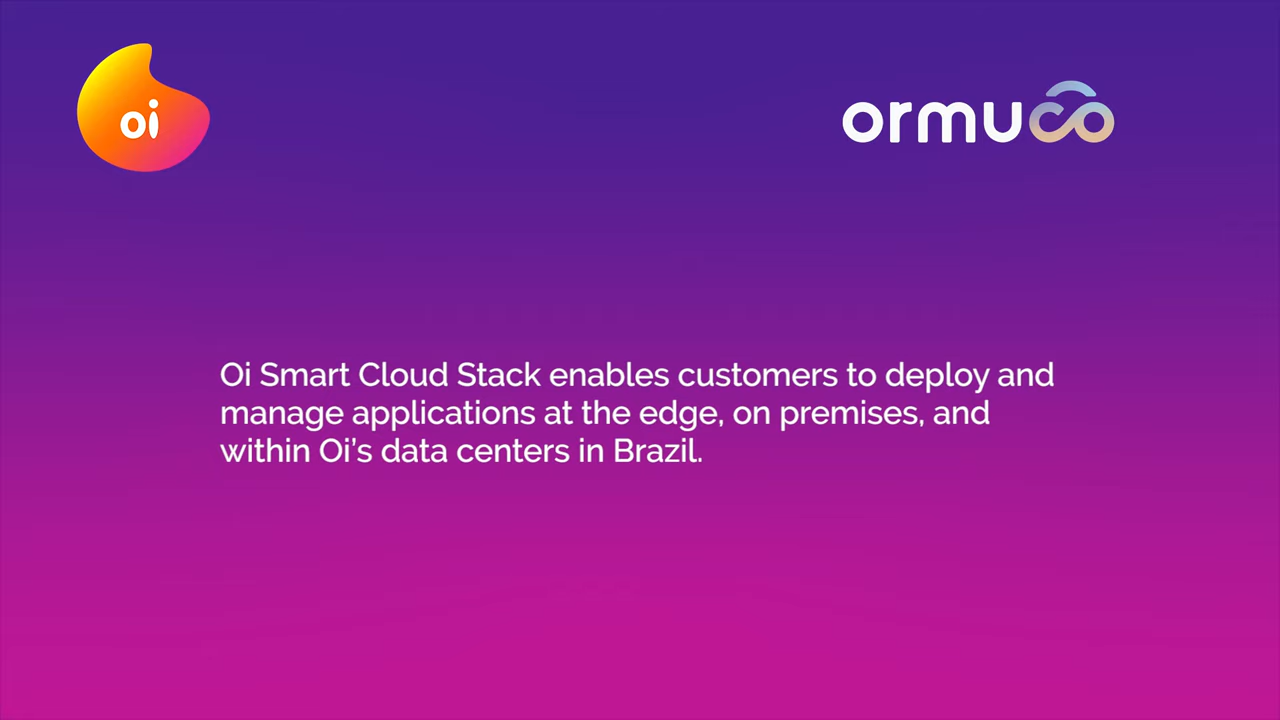 oi
ormuco
Oi Smart Cloud Stack enables customers to deploy and
manage applications at the edge, on premises, and
within Oi’s data centers in Brazil.